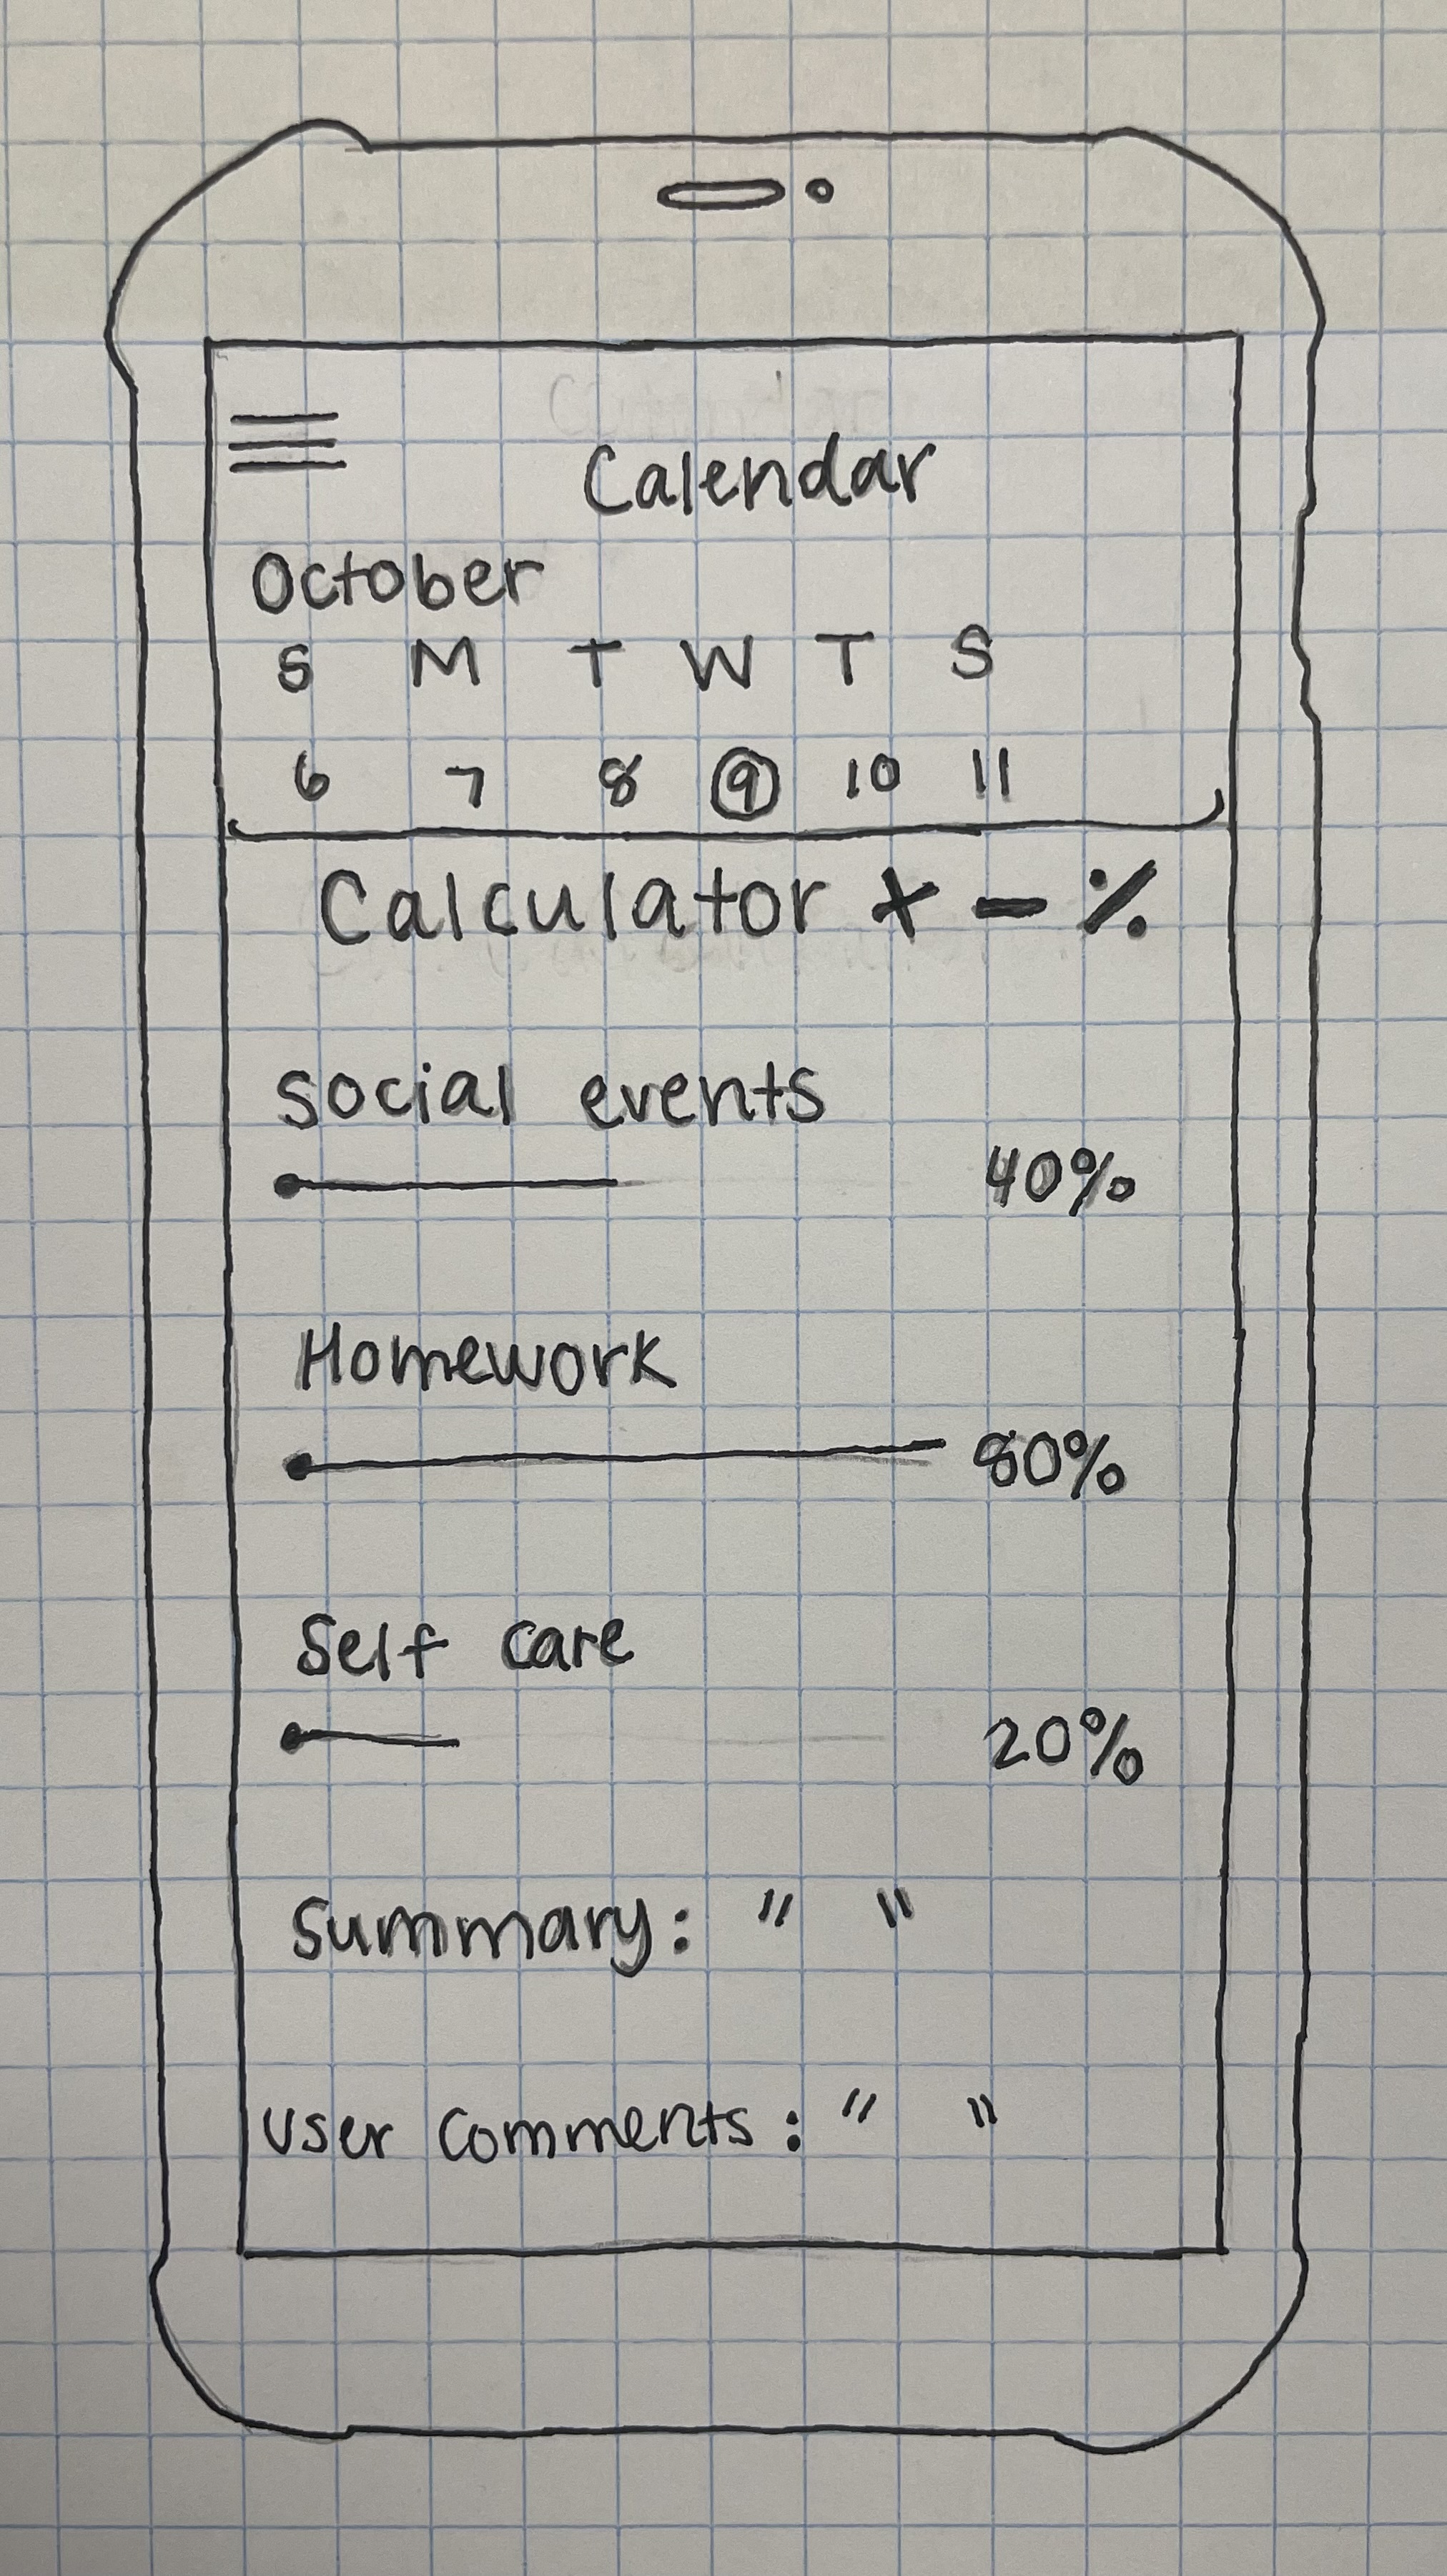 Calendar
October
S M T W T S
6 7 8 9 10 11
Calculator + - %
social events
40%
Homework
80%
Self care
20%
Summary: " "
User comments: " "